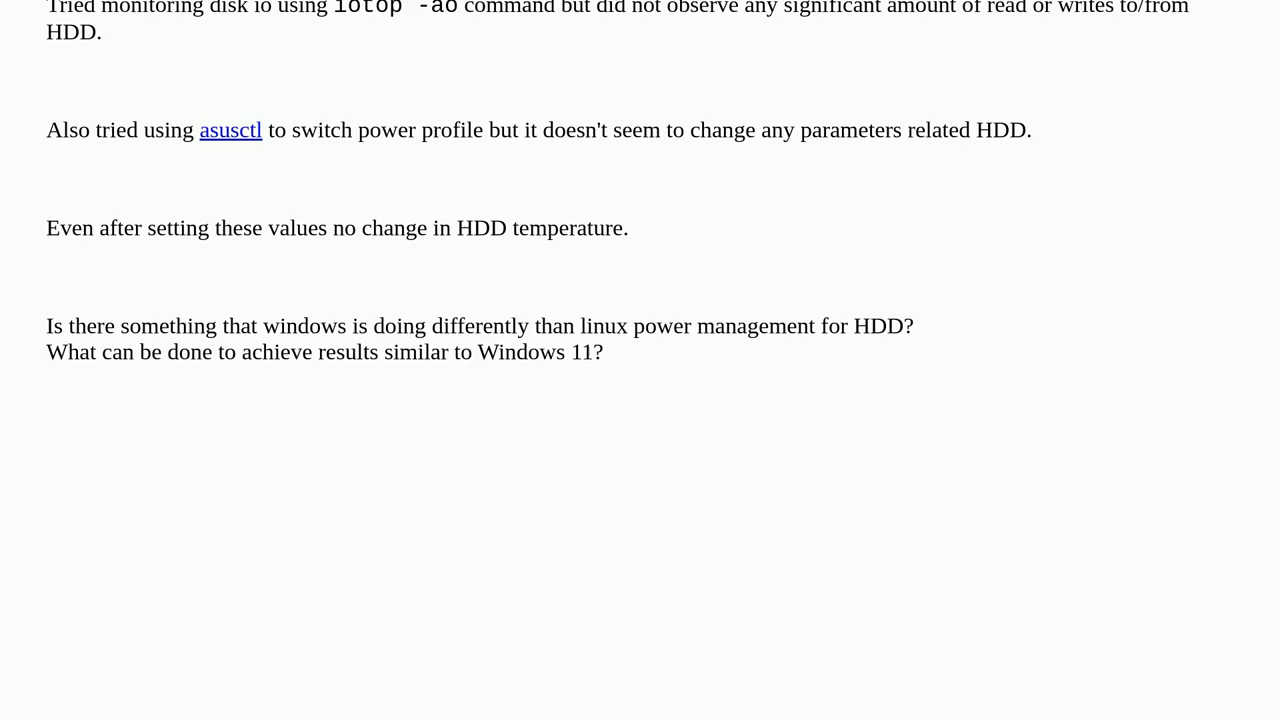 Tried monitoring disk io using iotop -ao command but did not observe any significant amount of read or writes to/from
HDD.
Also tried using asusctl to switch power profile but it doesn't seem to change any parameters related HDD.
Even after setting these values no change in HDD temperature.
Is there something that windows is doing differently than linux power management for HDD?
What can be done to achieve results similar to Windows 11?